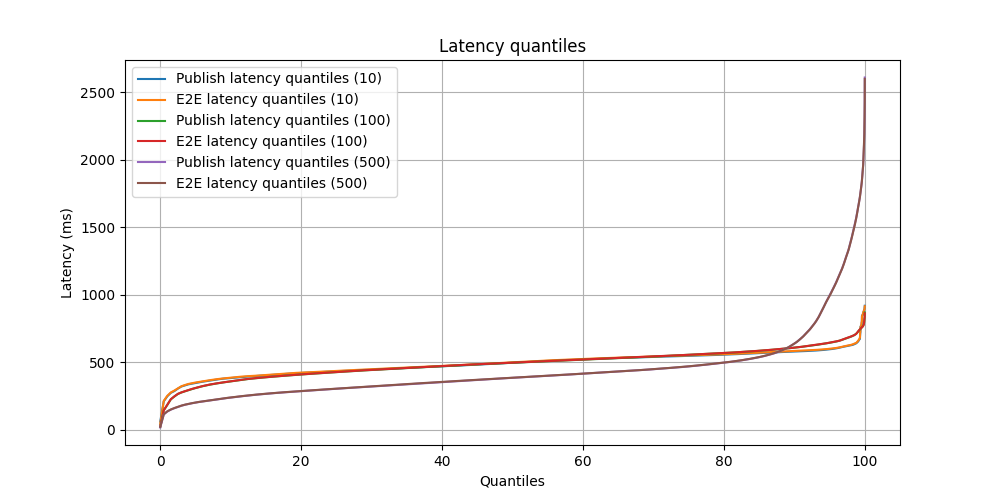 Latency quantiles
Publish latency quantiles (10)
E2E latency quantiles (10)
Publish latency quantiles (100)
E2E latency quantiles (100)
Publish latency quantiles (500)
E2E latency quantiles (500)
Latency (ms)
2500
2000
1500
1000
500
0
0 20 40 60 80 100
Quantiles